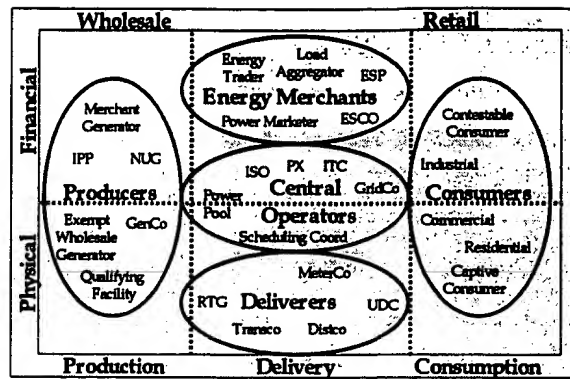 Wholesale
Retail
Financial
Physical
Merchant
Generator
IPP NUG
Producers
Exempt GenCo
Wholesale
Generator
Qualifying
Facility
Energy
Trader
Load
Aggregator
ESP
Energy Merchants
Power Marketer ESCO
ISO PX ITC
Central GridCo
Power
Pool Operators
Scheduling Coord
MeterCo
RTG Deliverers UDC
Transco Distco
Contestable
Consumer
Industrial
Consumers
Commercial
Residential
Captive
Consumer
Production
Delivery
Consumption